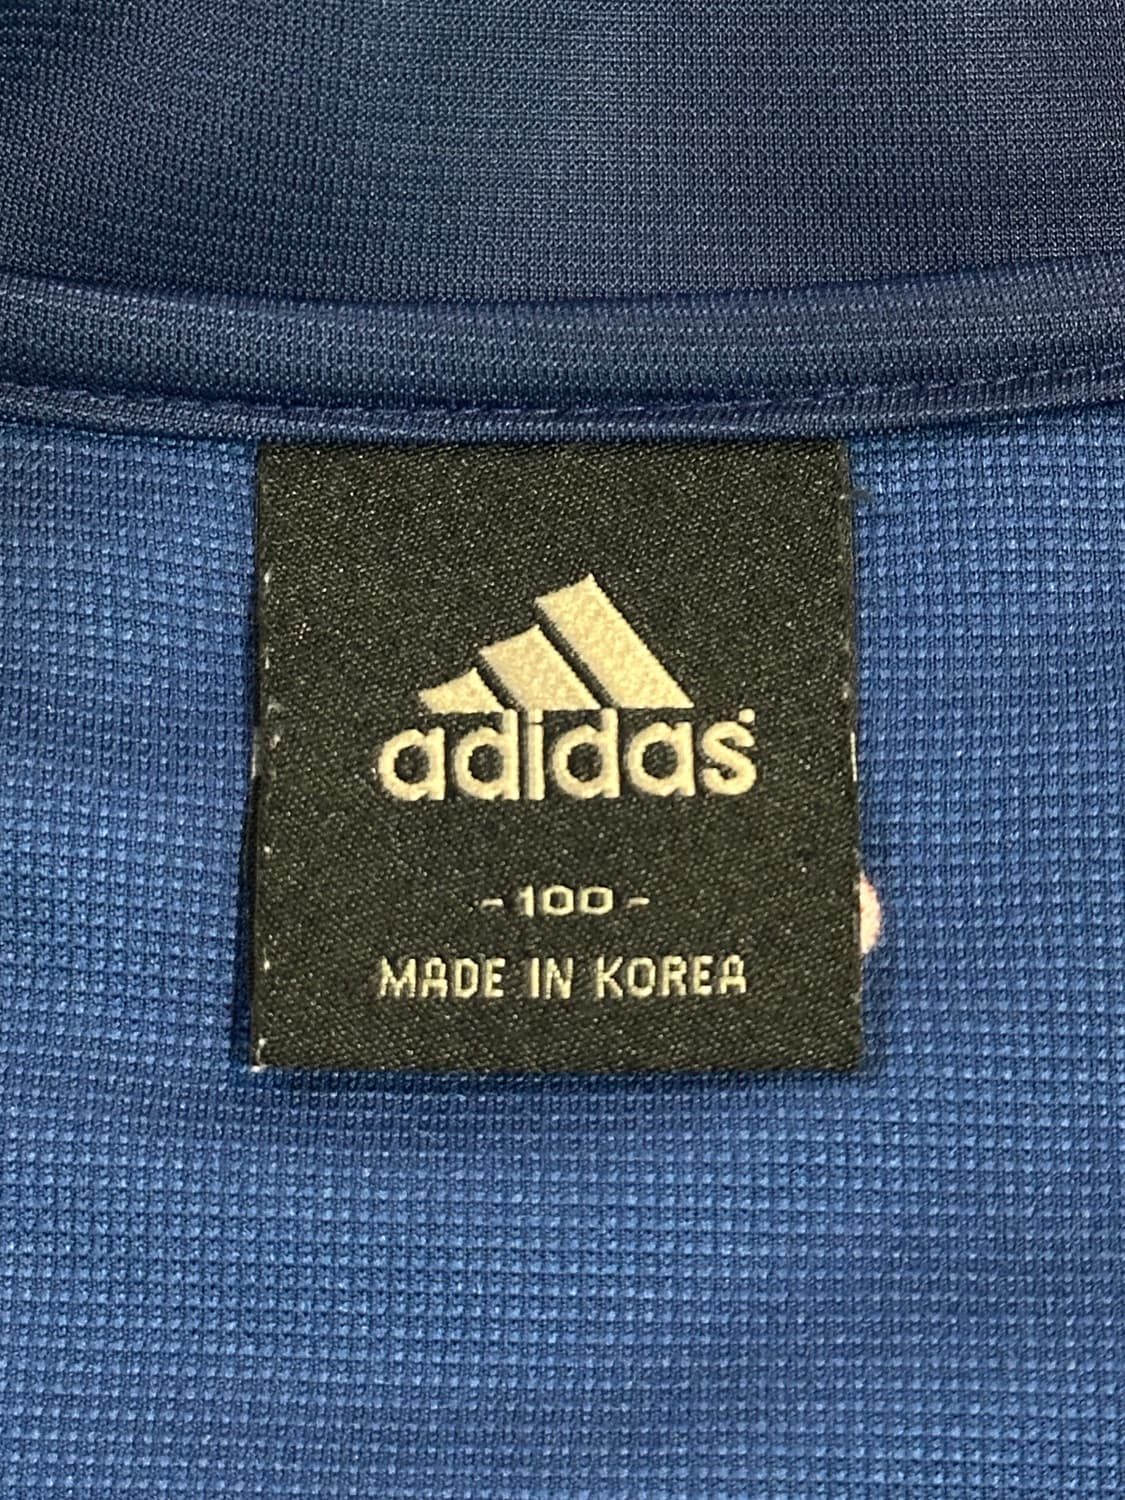 adidas
-100-
MADE IN KOREA